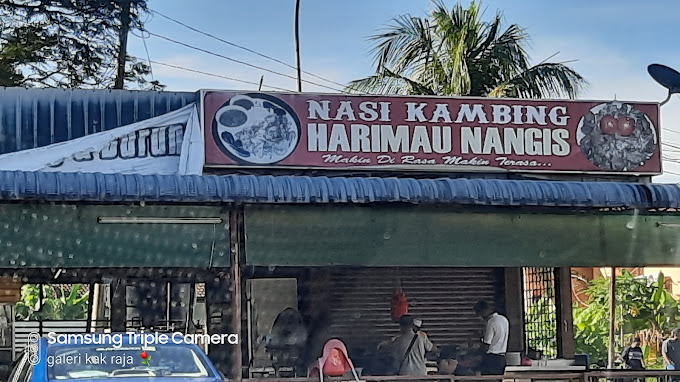 NASI KAMBING
HARIMAU NANGIS
Makin Di Rasa Makin Terasa...
Samsung Triple Camera
galeri kak raja